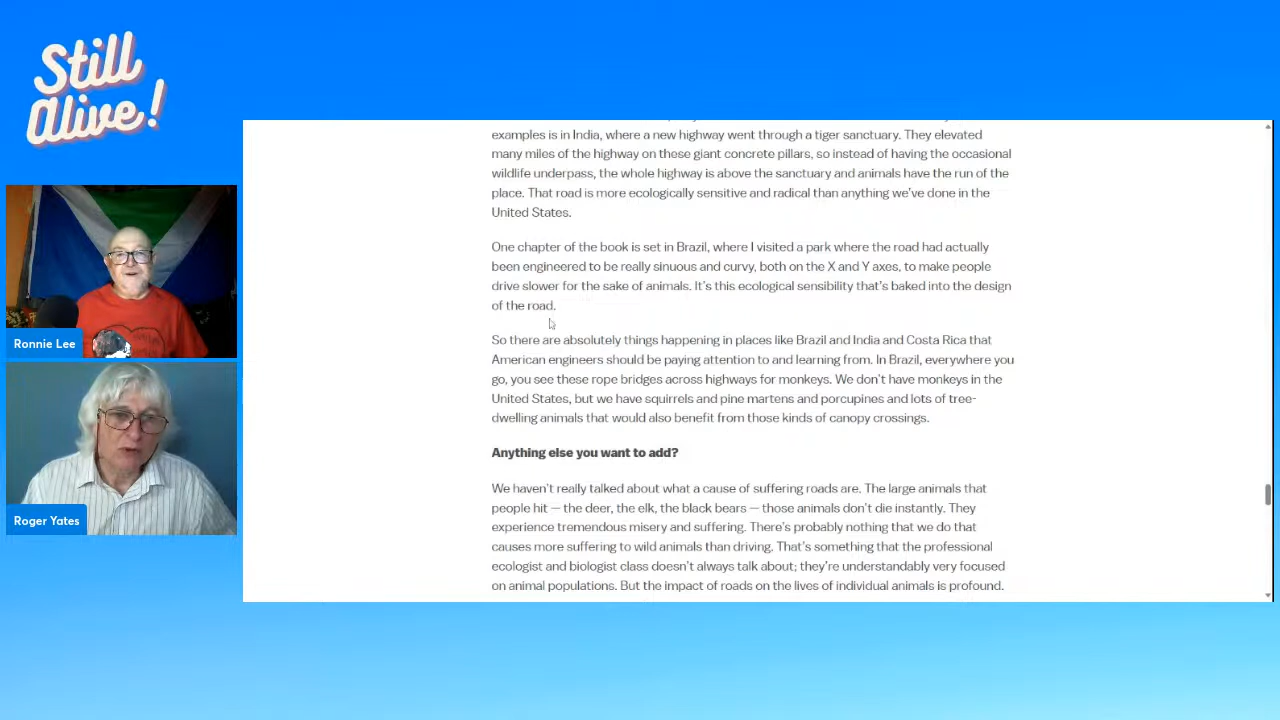 Still
alive!
Ronnie Lee
Roger Yates
examples is in India, where a new highway went through a tiger sanctuary. They elevated
many miles of the highway on these giant concrete pillars, so instead of having the occasional
wildlife underpass, the whole highway is above the sanctuary and animals have the run of the
place. That road is more ecologically sensitive and radical than anything we've done in the
United States.
One chapter of the book is set in Brazil, where I visited a park where the road had actually
been engineered to be really sinuous and curvy, both on the X and Y axes, to make people
drive slower for the sake of animals. It's this ecological sensibility that's baked into the design
of the road.
So there are absolutely things happening in places like Brazil and India and Costa Rica that
American engineers should be paying attention to and learning from. In Brazil, everywhere you
go, you see these rope bridges across highways for monkeys. We don't have monkeys in the
United States, but we have squirrels and pine martens and porcupines and lots of tree-
dwelling animals that would also benefit from those kinds of canopy crossings.
Anything else you want to add?
We haven't really talked about what a cause of suffering roads are. The large animals that
people hit — the deer, the elk, the black bears — those animals don't die instantly. They
experience tremendous misery and suffering. There's probably nothing that we do that
causes more suffering to wild animals than driving. That's something that the professional
ecologist and biologist class doesn't always talk about; they're understandably very focused
on animal populations. But the impact of roads on the lives of individual animals is profound.